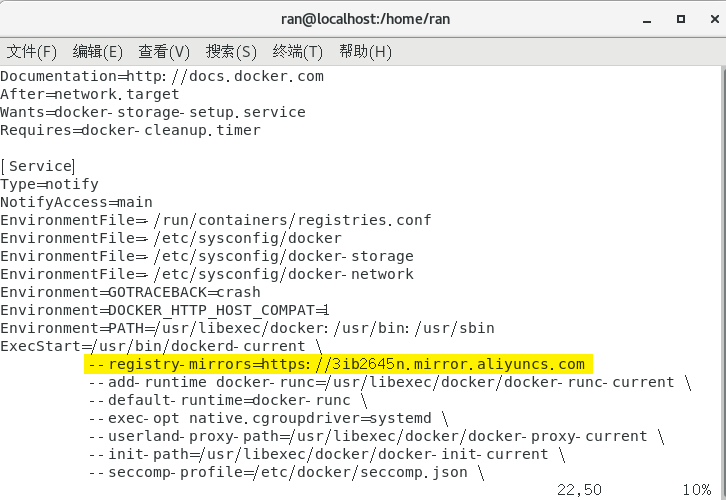 ran@localhost:/home/ran
文件(F) 编辑(E) 查看(V) 搜索(S) 终端(T) 帮助(H)
Documentation=http://docs.docker.com
After=network.target
Wants=docker-storage-setup.service
Requires=docker-cleanup.timer

[Service]
Type=notify
NotifyAccess=main
EnvironmentFile=-/run/containers/registries.conf
EnvironmentFile=-/etc/sysconfig/docker
EnvironmentFile=-/etc/sysconfig/docker-storage
EnvironmentFile=-/etc/sysconfig/docker-network
Environment=GOTRACEBACK=crash
Environment=DOCKER_HTTP_HOST_COMPAT=1
Environment=PATH=/usr/libexec/docker:/usr/bin:/usr/sbin
ExecStart=/usr/bin/dockerd-current \
--registry-mirrors=https://3ib2645n.mirror.aliyuncs.com
--add-runtime docker-runc=/usr/libexec/docker/docker-runc-current \
--default-runtime=docker-runc \
--exec-opt native.cgroupdriver=systemd \
--userland-proxy-path=/usr/libexec/docker/docker-proxy-current \
--init-path=/usr/libexec/docker/docker-init-current \
--seccomp-profile=/etc/docker/seccomp.json \
22,50 10%